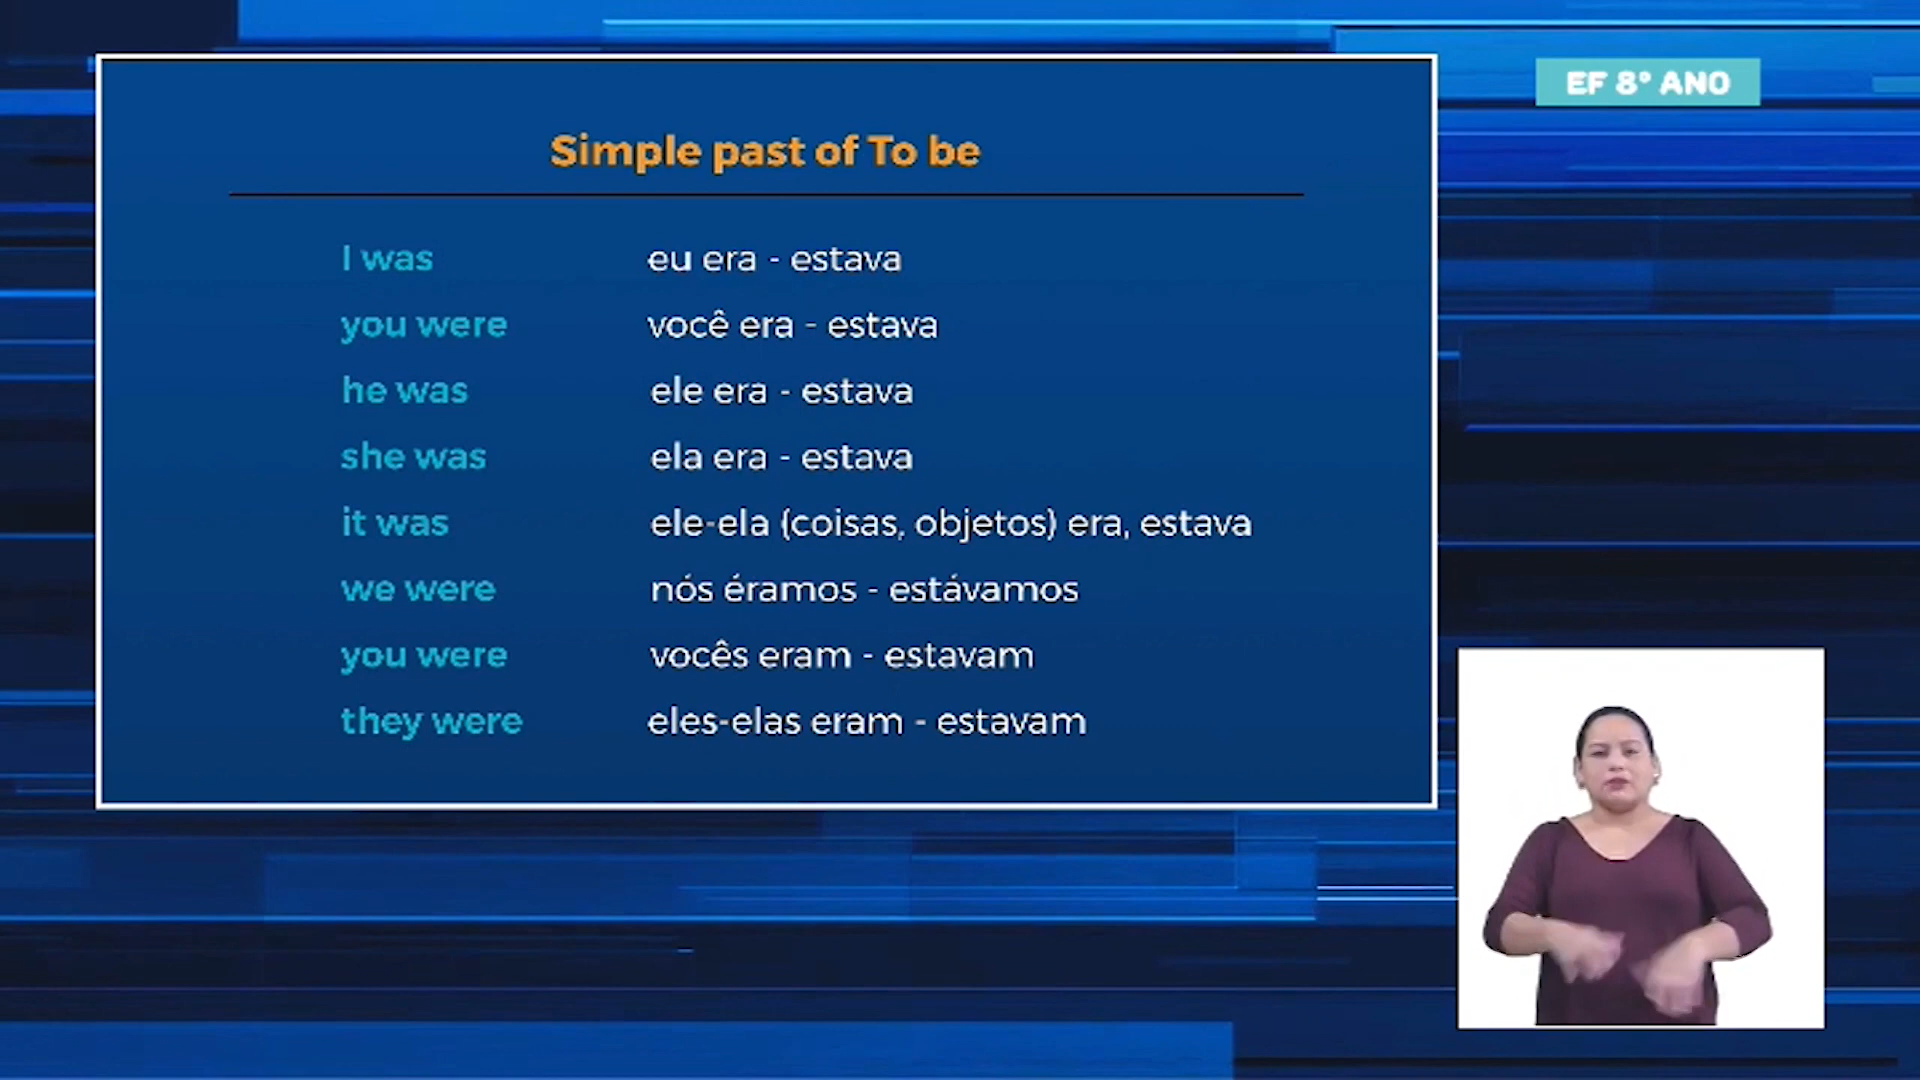 EF 8º ANO
Simple past of To be
I was eu era - estava
you were você era - estava
he was ele era - estava
she was ela era - estava
it was ele-ela (coisas, objetos) era, estava
we were nós éramos - estávamos
you were vocês eram - estavam
they were eles-elas eram - estavam